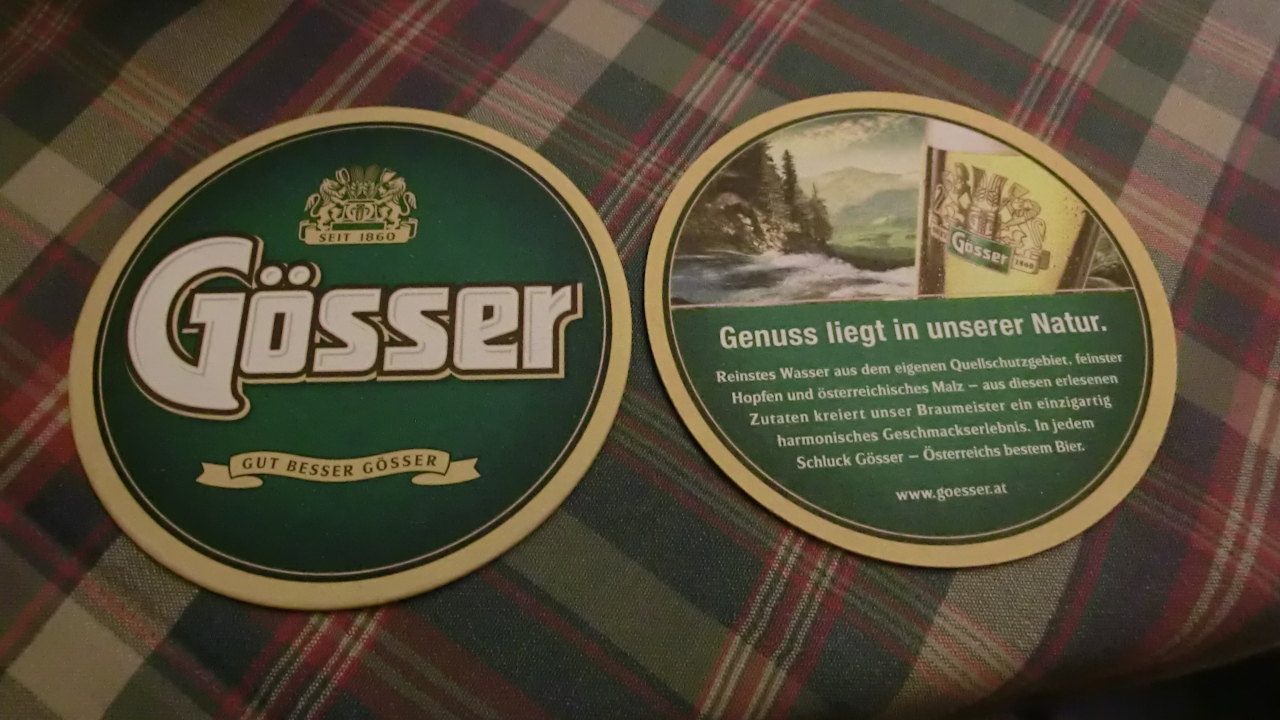 SEIT 1860
Gösser
GUT BESSER GÖSSER
Gösser
1860
Genuss liegt in unserer Natur.
Reinstes Wasser aus dem eigenen Quellschutzgebiet, feinster
Hopfen und österreichisches Malz – aus diesen erlesenen
Zutaten kreiert unser Braumeister ein einzigartig
harmonisches Geschmackserlebnis. In jedem
Schluck Gösser – Österreichs bestem Bier.
www.goesser.at